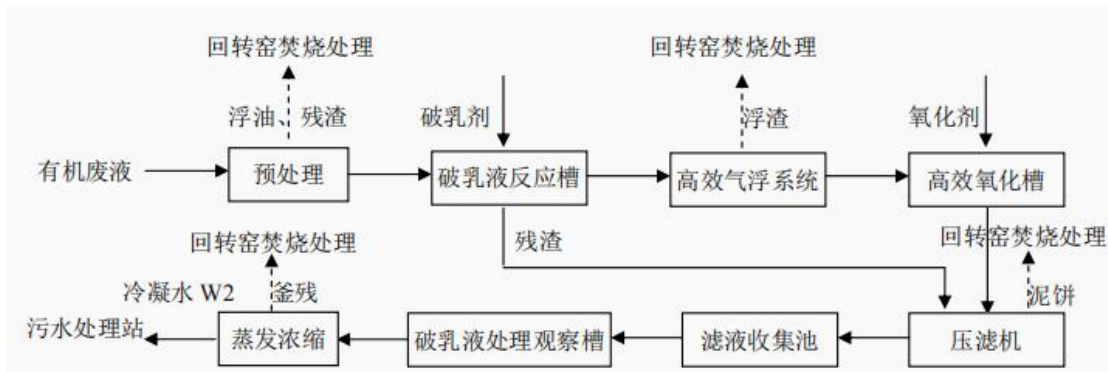 回转窑焚烧处理
回转窑焚烧处理
浮油、残渣
破乳剂
浮渣
氧化剂
有机废液
预处理
破乳液反应槽
高效气浮系统
高效氧化槽
回转窑焚烧处理
残渣
回转窑焚烧处理
冷凝水 W2
釜残
泥饼
污水处理站
蒸发浓缩
破乳液处理观察槽
滤液收集池
压滤机